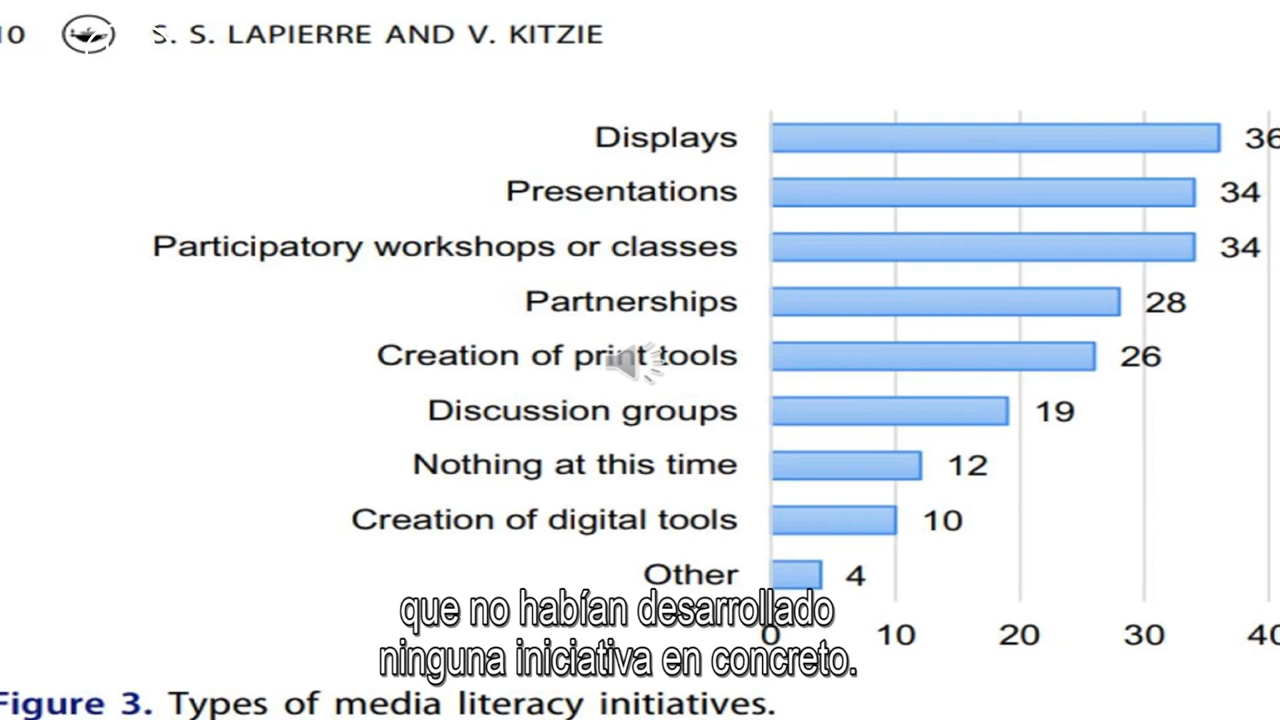 10 S. S. LAPIERRE AND V. KITZIE
Displays 36
Presentations 34
Participatory workshops or classes 34
Partnerships 28
Creation of print tools 26
Discussion groups 19
Nothing at this time 12
Creation of digital tools 10
Other 4
0 10 20 30 40
que no habían desarrollado
ninguna iniciativa en concreto.
Figure 3. Types of media literacy initiatives.